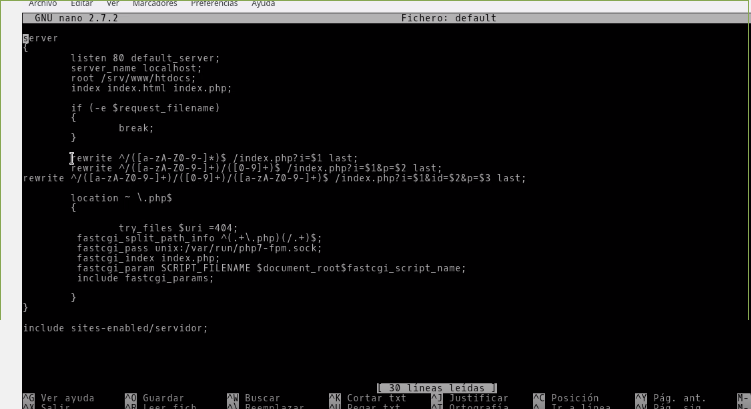 Archivo Editar Ver Marcadores Preferencias Ayuda
GNU nano 2.7.2 Fichero: default
server
{
listen 80 default_server;
server_name localhost;
root /srv/www/htdocs;
index index.html index.php;
if (-e $request_filename)
{
break;
}
rewrite ^/([a-zA-Z0-9-]*)$ /index.php?i=$1 last;
rewrite ^/([a-zA-Z0-9-]+)/([0-9]+)$ /index.php?i=$1&p=$2 last;
rewrite ^/([a-zA-Z0-9-]+)/([0-9]+)/([a-zA-Z0-9-]+)$ /index.php?i=$1&id=$2&p=$3 last;
location ~ \.php$
{
try_files $uri =404;
fastcgi_split_path_info ^(.+\.php)(/.+)$;
fastcgi_pass unix:/var/run/php7-fpm.sock;
fastcgi_index index.php;
fastcgi_param SCRIPT_FILENAME $document_root$fastcgi_script_name;
include fastcgi_params;
}
}
include sites-enabled/servidor;
[ 30 líneas leídas ]
^G Ver ayuda ^O Guardar ^W Buscar ^K Cortar txt ^J Justificar ^C Posición ^Y Pág. ant. M-
^X Salir ^R Leer fich. ^\ Reemplazar ^U Pegar txt ^T Ortografía ^_ Ir a línea ^V Pág. sig. M-